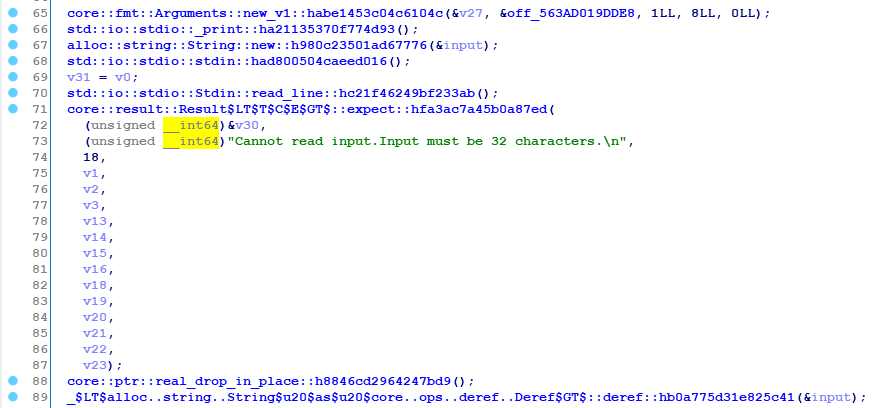 65 core::fmt::Arguments::new_v1::habe1453c04c6104c(&v27, &off_563AD019DDE8, 1LL, 8LL, 0LL);
66 std::io::stdio::_print::ha21135370f774d93();
67 alloc::string::String::new::h980c23501ad67776(&input);
68 std::io::stdio::stdin::had800504caeed016();
69 v31 = v0;
70 std::io::stdio::Stdin::read_line::hc21f46249bf233ab();
71 core::result::Result$LT$T$C$E$GT$::expect::hfa3ac7a45b0a87ed(
72 (unsigned __int64)&v30,
73 (unsigned __int64)"Cannot read input.Input must be 32 characters.\n",
74 18,
75 v1,
76 v2,
77 v3,
78 v13,
79 v14,
80 v15,
81 v16,
82 v18,
83 v19,
84 v20,
85 v21,
86 v22,
87 v23);
88 core::ptr::real_drop_in_place::h8846cd2964247bd9();
89 _$LT$alloc..string..String$u20$as$u20$core..ops..deref..Deref$GT$::deref::hb0a775d31e825c41(&input);